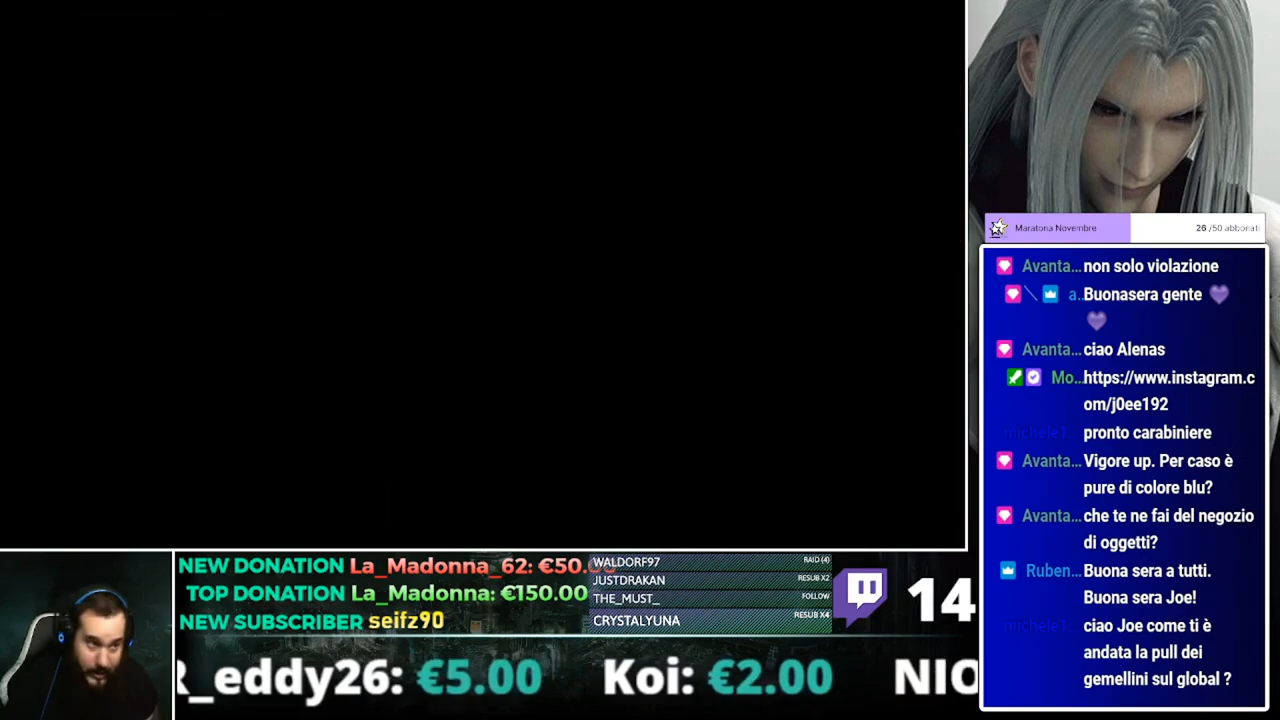 Maratona Novembre 26 /50 abbonati
Avanta... non solo violazione
a.. Buonasera gente 💜
💜
Avanta... ciao Alenas
Mo... https://www.instagram.c
om/j0ee192
michele1... pronto carabiniere
Avanta... Vigore up. Per caso è
pure di colore blu?
Avanta... che te ne fai del negozio
di oggetti?
Ruben... Buona sera a tutti.
Buona sera Joe!
michele1... ciao Joe come ti è
andata la pull dei
gemellini sul global ?
NEW DONATION La_Madonna_62: €50.
TOP DONATION La_Madonna: €150.00
NEW SUBSCRIBER seifz90
WALDORF97 RAID (4)
JUSTDRAKAN RESUB X2
THE_MUST_ FOLLOW
CRYSTALYUNA RESUB X4
14
R_eddy26: €5.00 Koi: €2.00 NIC